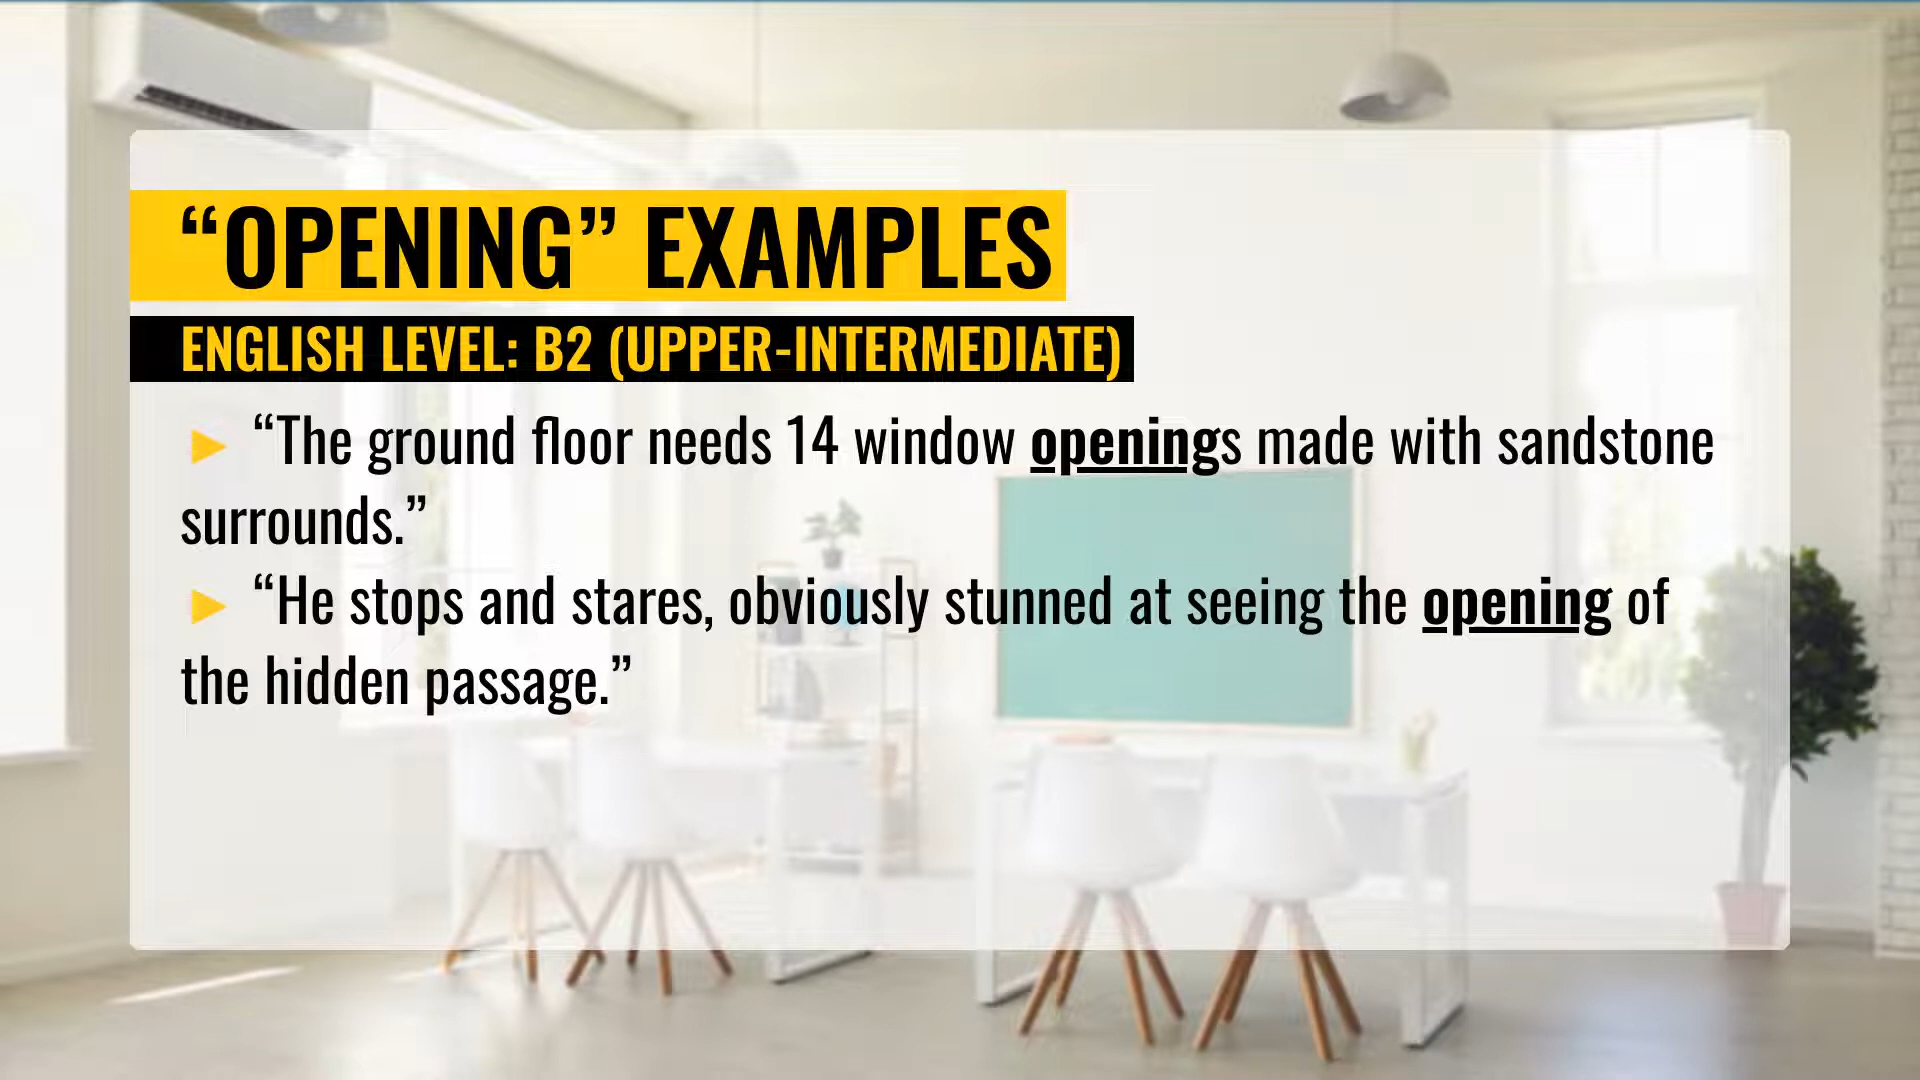 “OPENING” EXAMPLES
ENGLISH LEVEL: B2 (UPPER-INTERMEDIATE)
► “The ground floor needs 14 window openings made with sandstone
surrounds.”
► “He stops and stares, obviously stunned at seeing the opening of
the hidden passage.”